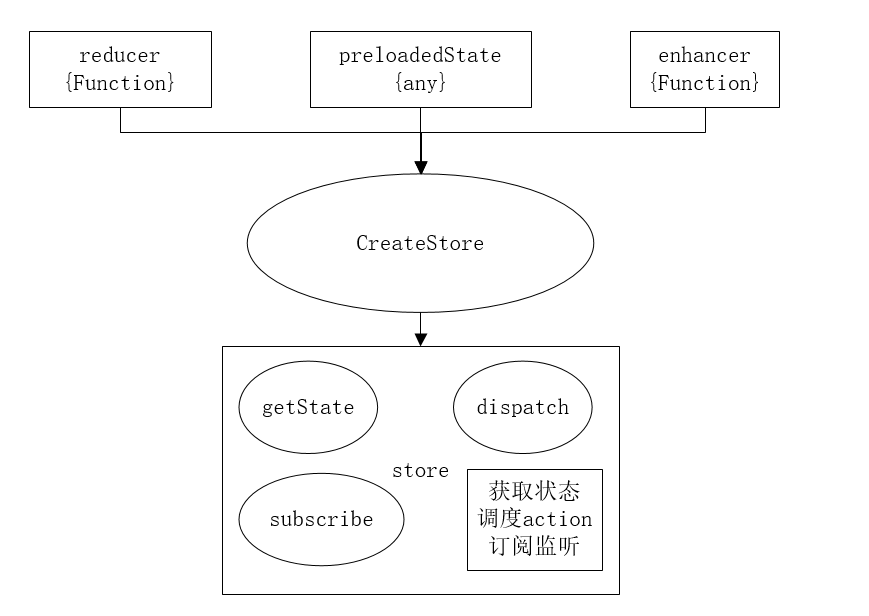 reducer
{Function}
preloadedState
{any}
enhancer
{Function}
CreateStore
getState
dispatch
store
subscribe
获取状态
调度action
订阅监听